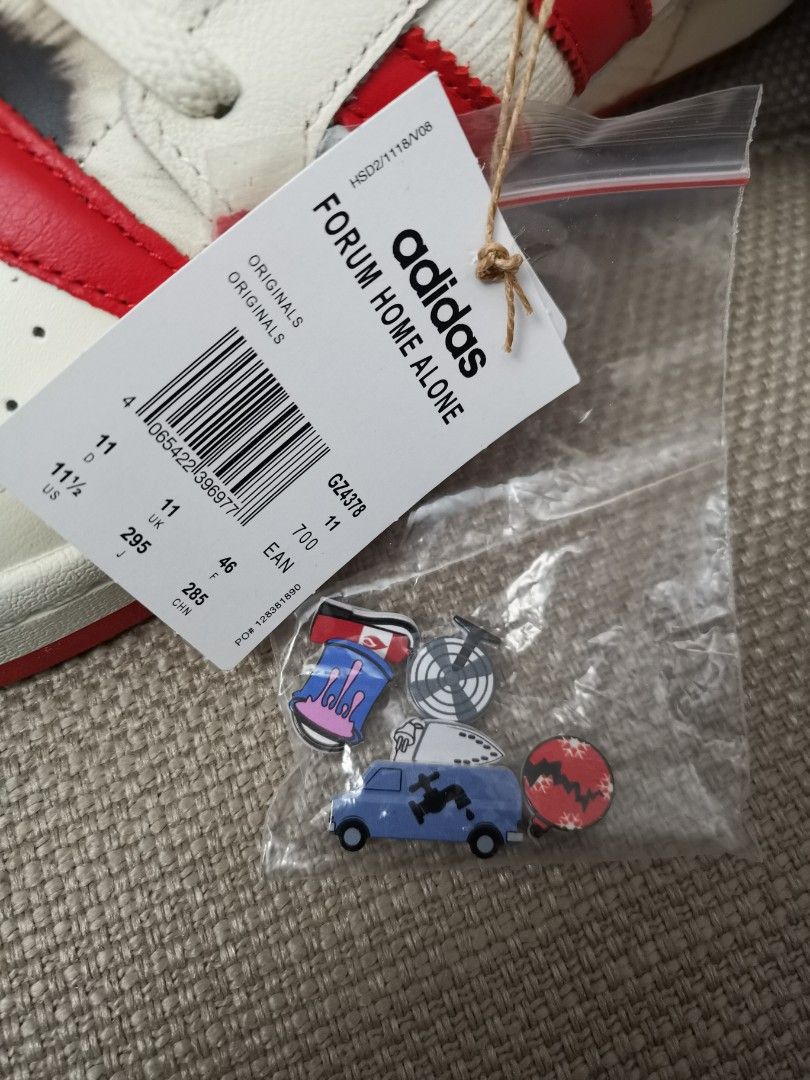 HSD2/1118/V08
adidas
FORUM HOME ALONE
ORIGINALS
ORIGINALS
4 065422 396977
GZ4378
11
700
EAN
11 D
11½ US
11 UK
295 J
46 F
285 CHN
PO# 128381890